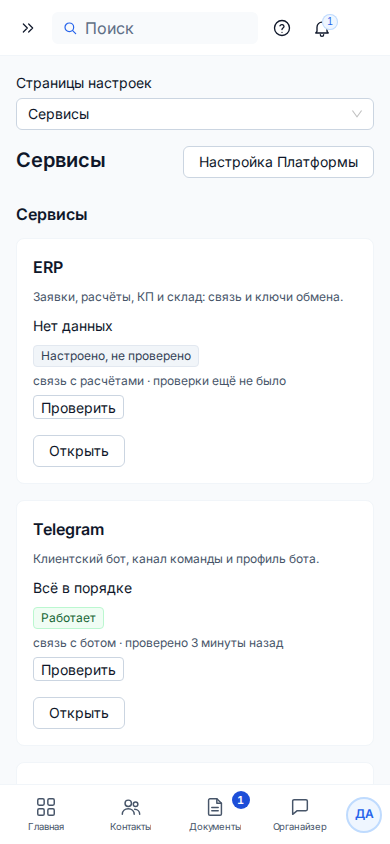 Поиск
1
Страницы настроек
Сервисы
Сервисы
Настройка Платформы
Сервисы
ERP
Заявки, расчёты, КП и склад: связь и ключи обмена.
Нет данных
Настроено, не проверено
связь с расчётами · проверки ещё не было
Проверить
Открыть
Telegram
Клиентский бот, канал команды и профиль бота.
Всё в порядке
Работает
связь с ботом · проверено 3 минуты назад
Проверить
Открыть
1
Главная
Контакты
Документы
Органайзер
ДА